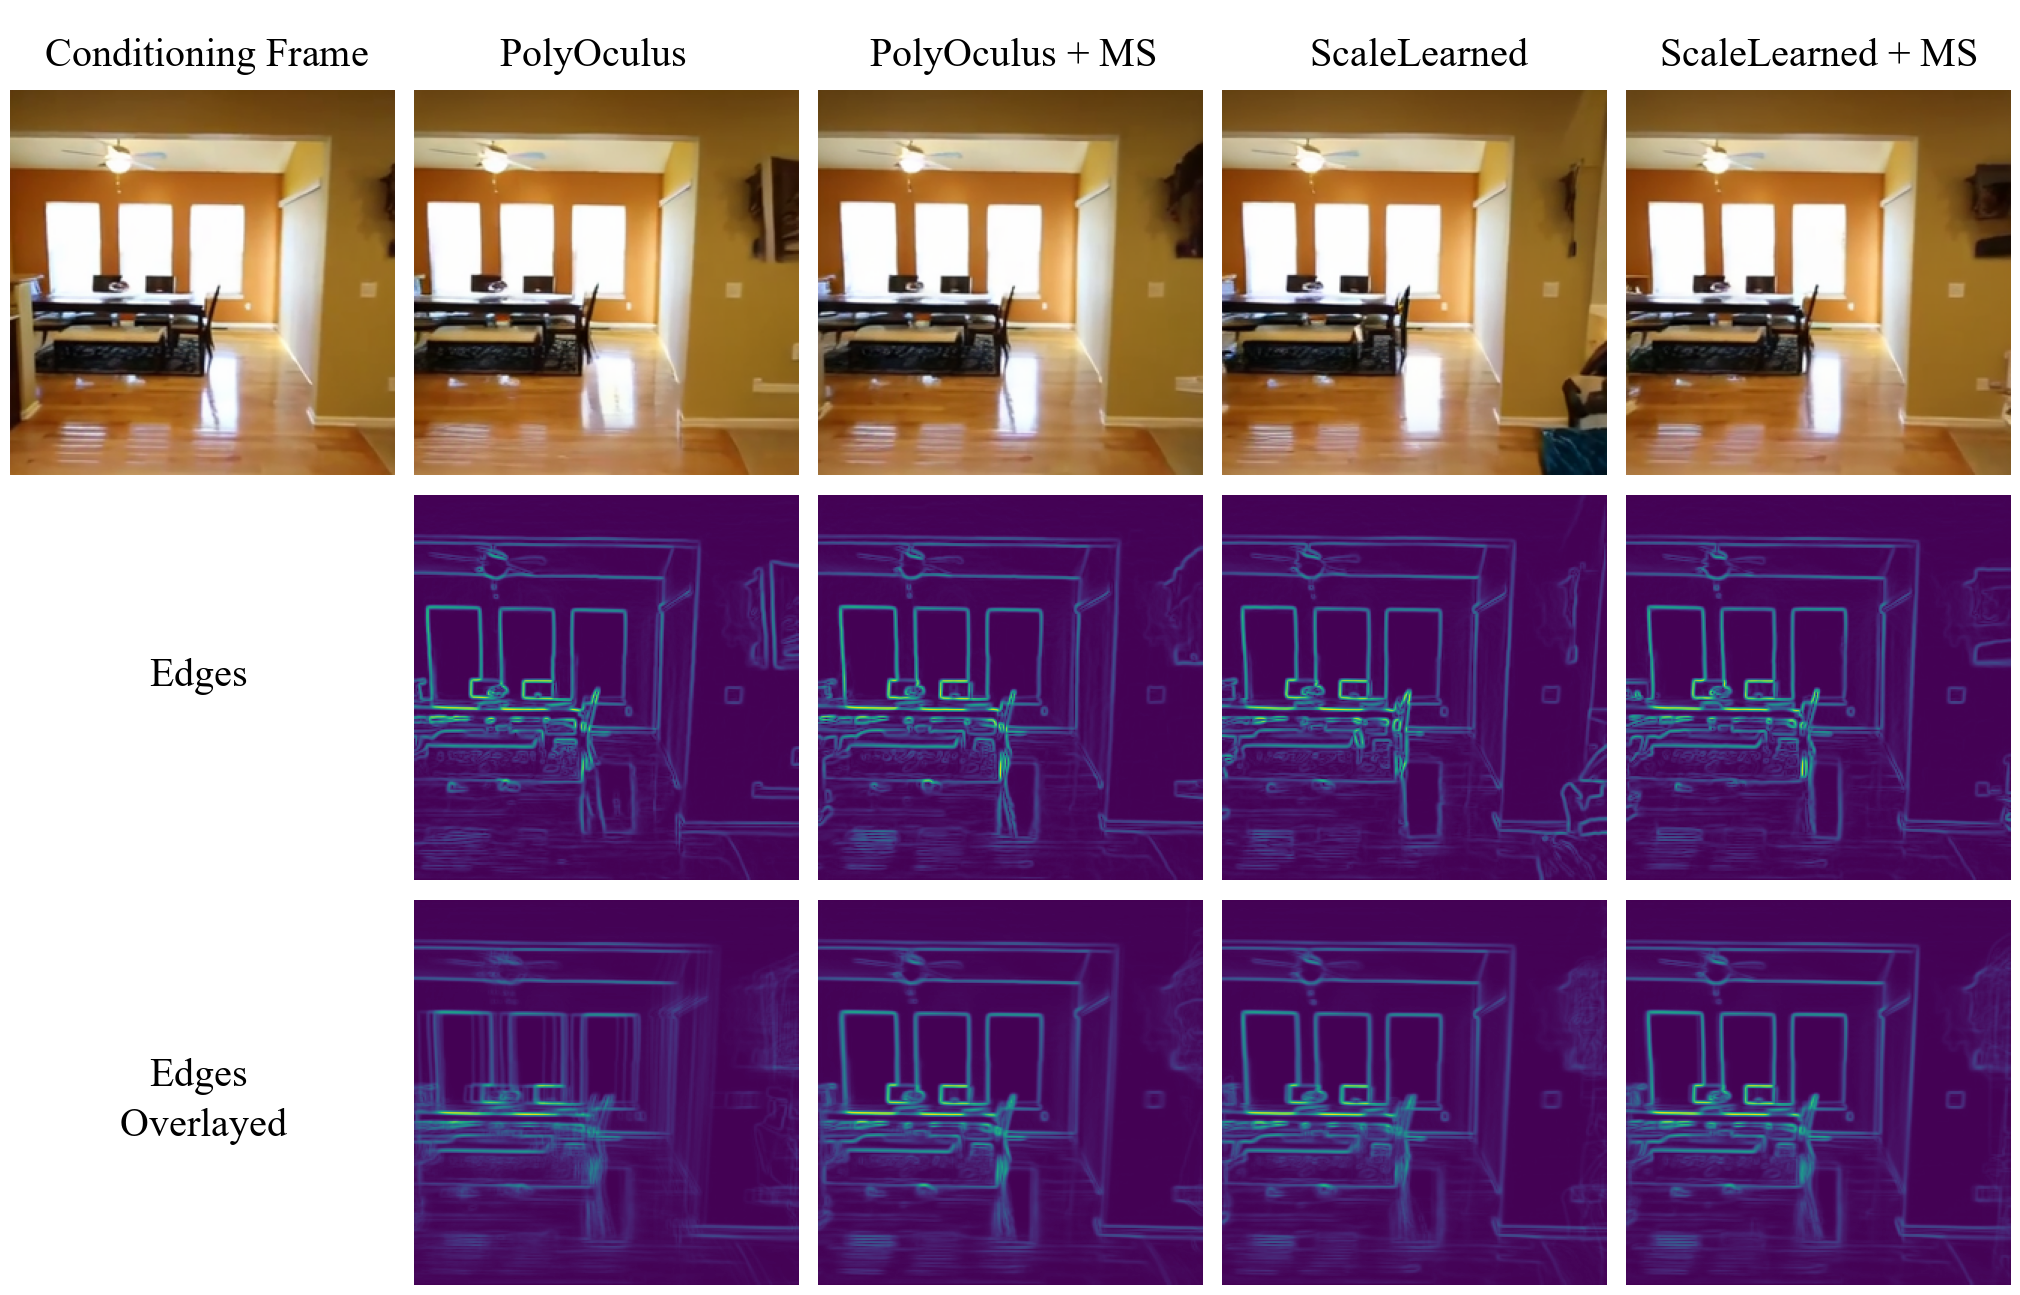 Conditioning Frame
PolyOculus
PolyOculus + MS
ScaleLearned
ScaleLearned + MS
Edges
Edges
Overlayed